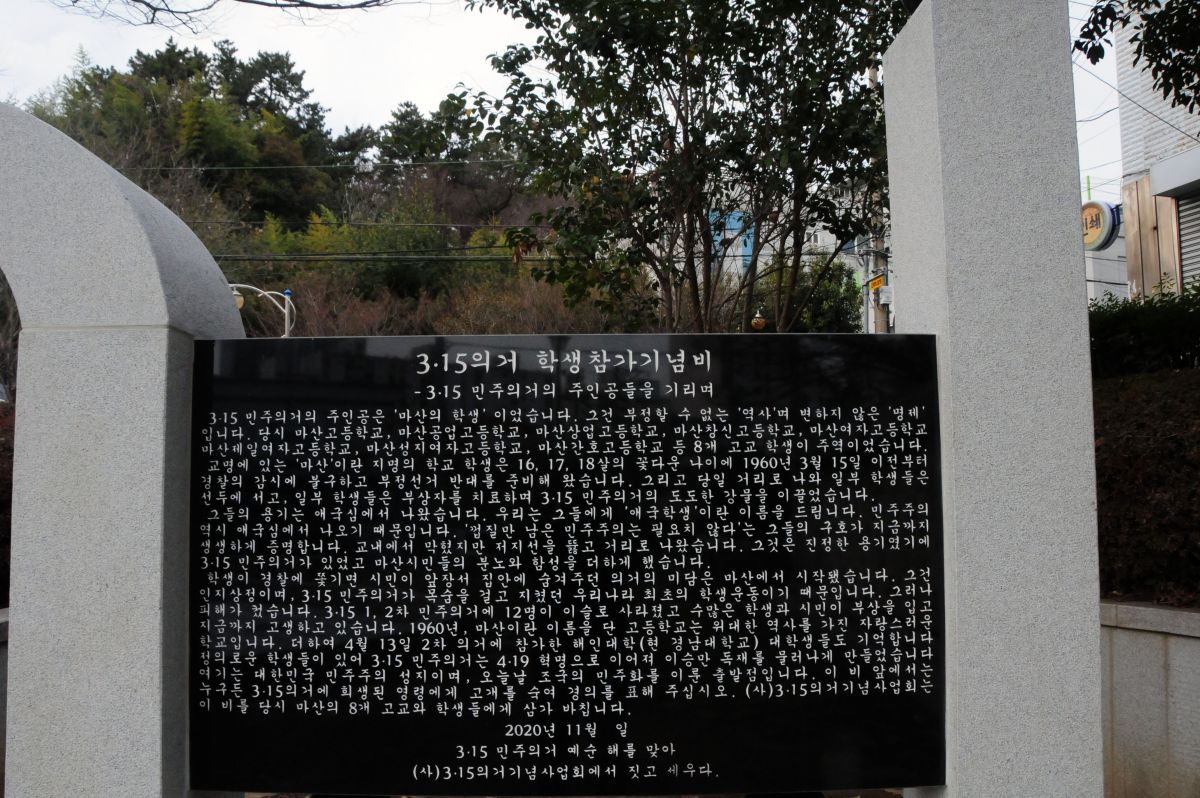 3·15의거 학생참가기념비
-3·15 민주의거의 주인공들을 기리며
3·15 민주의거의 주인공은 '마산의 학생' 이었습니다. 그것 부정할 수 없는 '역사'며 변하지 않은 '명제'
입니다. 당시 마산고등학교, 마산공업고등학교, 마산상업고등학교, 마산창신고등학교, 마산여자고등학교
마산제일여자고등학교, 마산성지여자고등학교, 마산간호고등학교 등 8개 고교 학생이 주역이었습니다.
교명에 있는 '마산'이란 지명의 학교 학생은 16, 17, 18살의 꽃다운 나이에 1960년 3월 15일 이전부터
경찰의 감시에 불구하고 부정선거 반대를 준비해 왔습니다. 그리고 당일 거리로 나와 일부 학생들은
선두에 서고, 일부 학생들은 부상자를 치료하며 3·15 민주의거의 도도한 강물을 이끌었습니다.
그들의 용기는 애국심에서 나왔습니다. 우리는 그들에게 '애국학생'이란 이름을 드립니다. 민주주의
역시 애국심에서 나오기 때문입니다. '껍질만 남은 민주주의는 필요치 않다'는 그들의 구호가 지금까지
생생하게 증명합니다. 교내에서 막혔지만 저지선을 뚫고 거리로 나왔습니다. 그것은 진정한 용기였기에
3·15 민주의거가 있었고 마산시민들의 분노와 함성을 더하게 했습니다.
학생이 경찰에 쫓기면 시민이 앞장서 집안에 숨겨주던 의거의 미담은 마산에서 시작됐습니다. 그건
인지상정이며, 3·15 민주의거가 목숨을 걸고 지켰던 우리나라 최초의 학생운동이기 때문입니다. 그러나
피해가 컸습니다. 3·15 1, 2차 민주의거에 12명이 이슬로 사라졌고 수많은 학생과 시민이 부상을 입고
지금까지 고생하고 있습니다. 1960년, 마산이란 이름을 단 고등학교는 위대한 역사를 가진 자랑스러운
학교입니다. 더하여 4월 13일 2차 의거에 참가한 해인대학(현 경남대학교) 대학생들도 기억합니다
정의로운 학생들이 있어 3·15 민주의거는 4·19 혁명으로 이어져 이승만 독재를 물러나게 만들었습니다
여기는 대한민국 민주주의 성지이며, 오늘날 조국의 민주화를 이룬 출발점입니다. 이 비 앞에서는
누구든 3·15의거에 희생된 영령에게 고개를 숙여 경의를 표해 주십시오. (사)3·15의거기념사업회는
이 비를 당시 마산의 8개 고교와 학생들에게 삼가 바칩니다.
2020년 11월 일
3·15 민주의거 예순 해를 맞아
(사)3·15의거기념사업회에서 짓고 세우다.